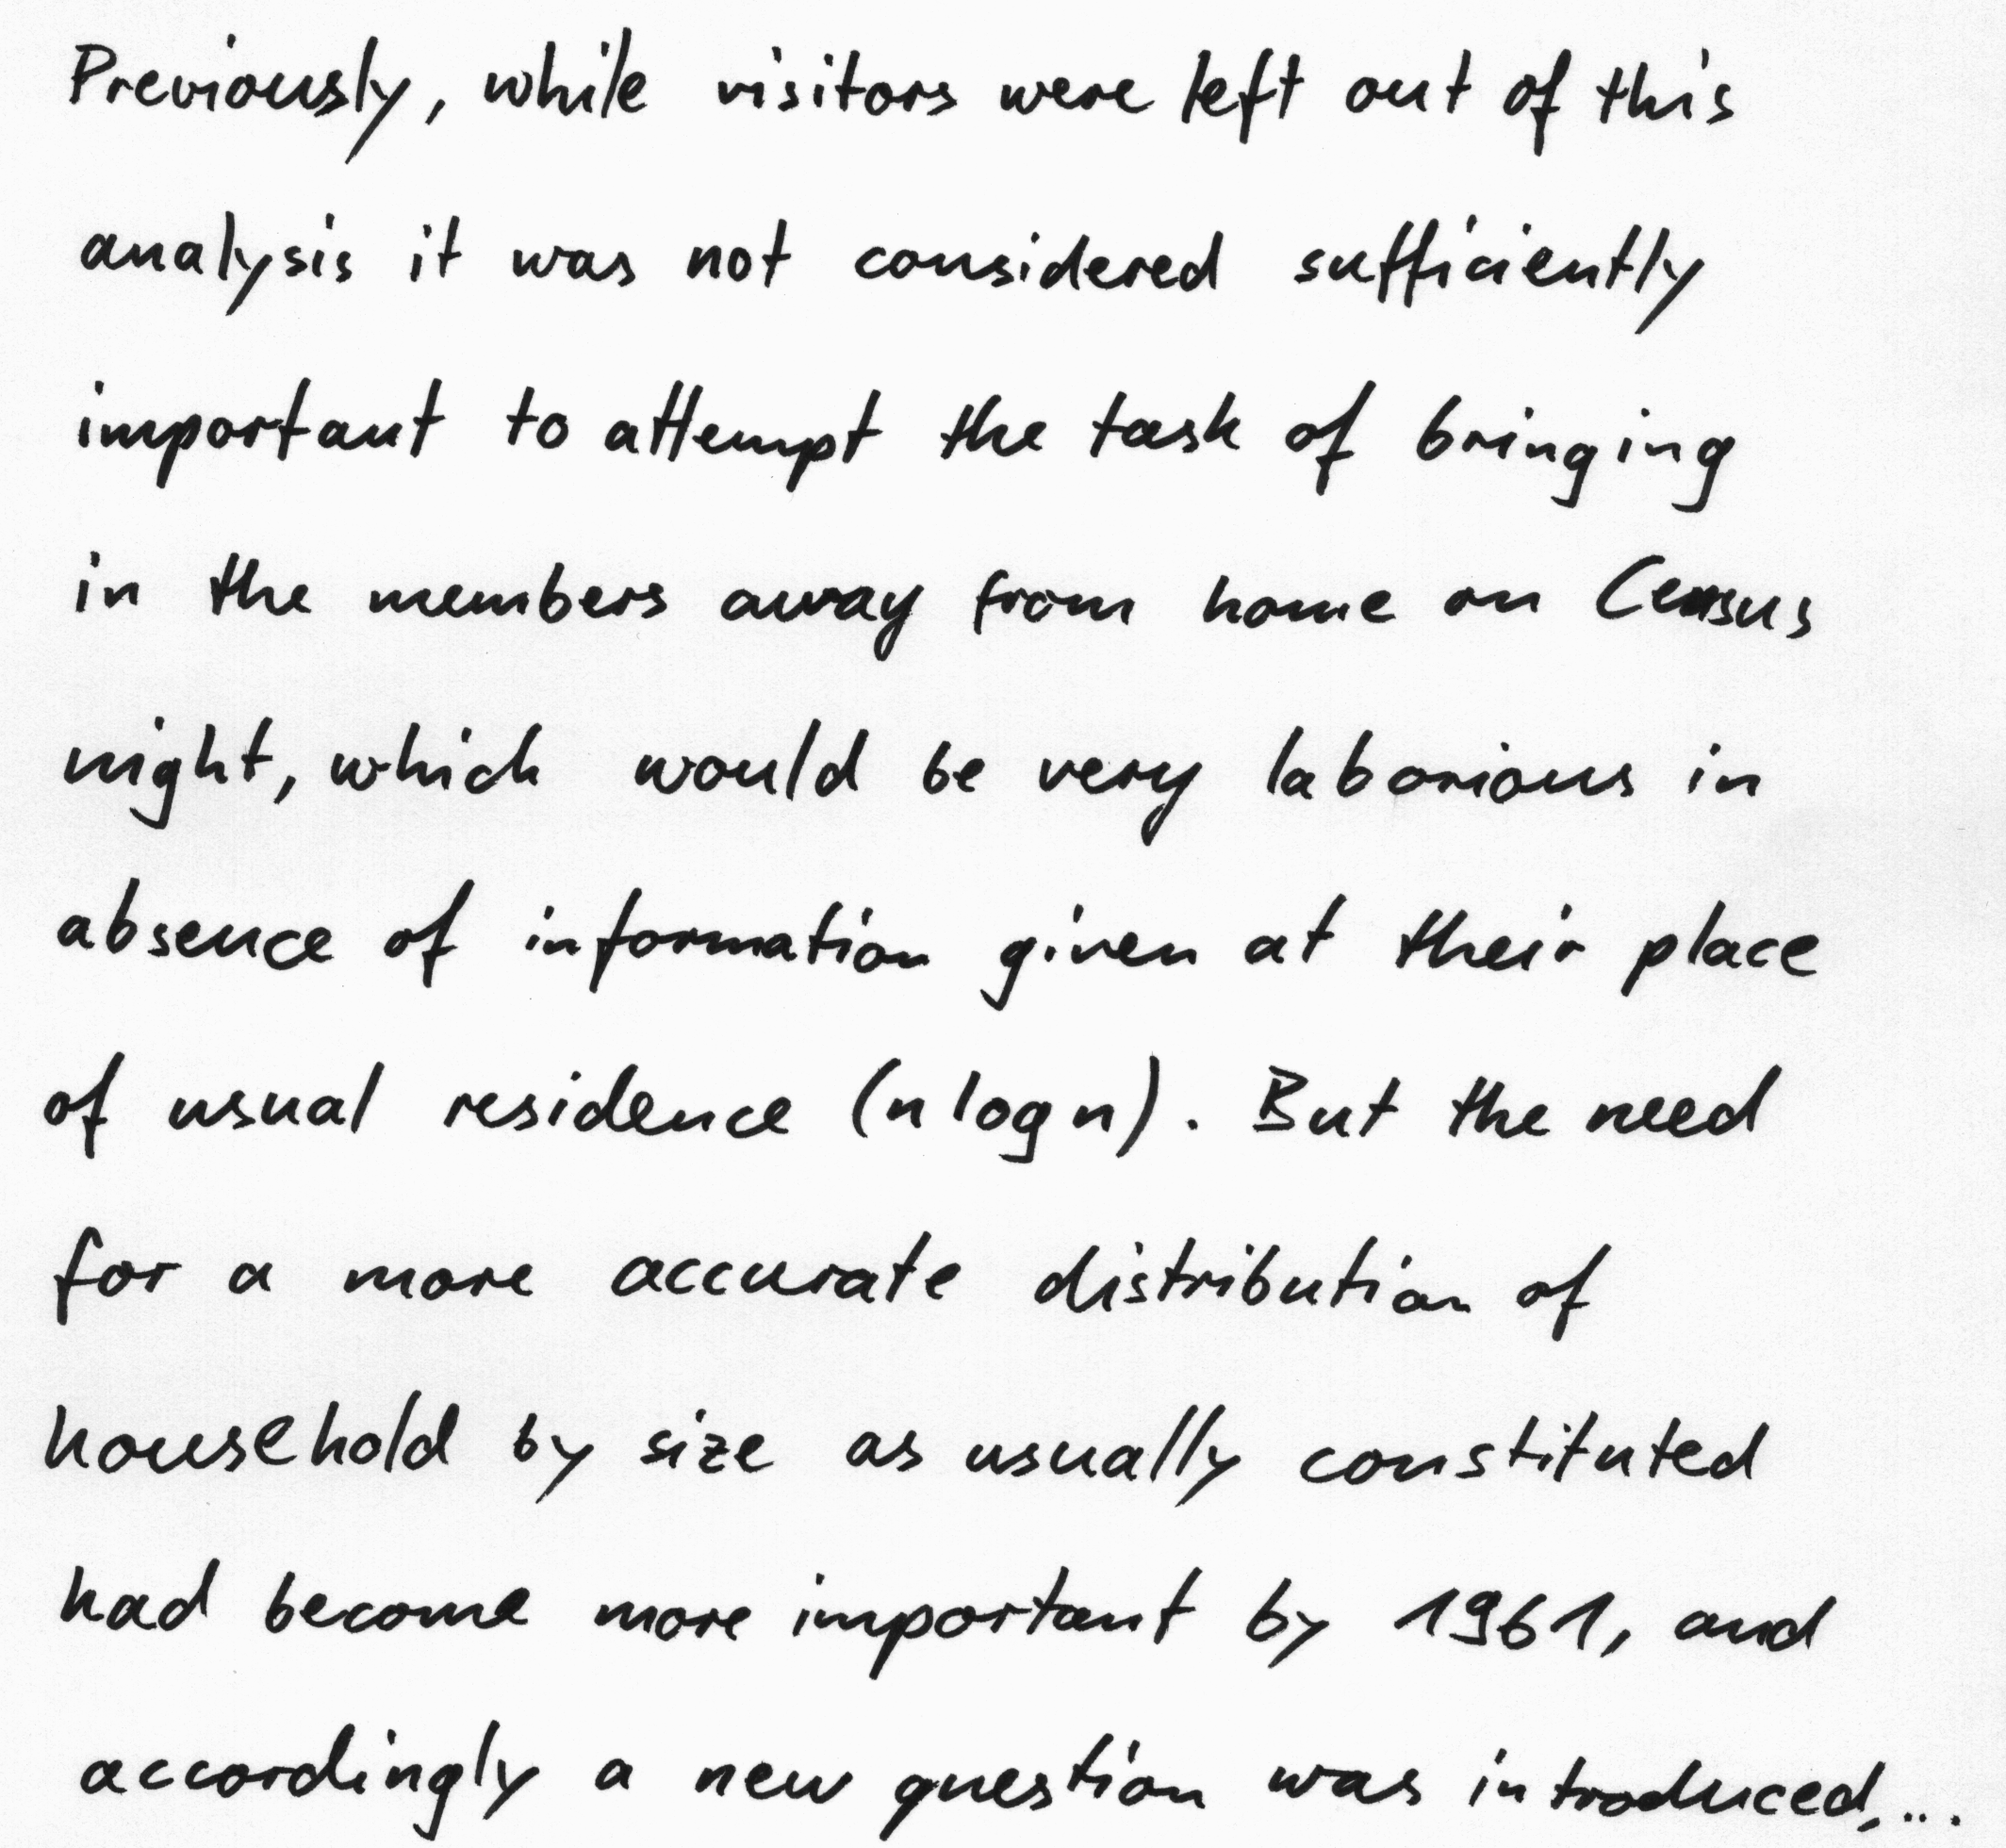 Previously, while visitors were left out of this
analysis it was not considered sufficiently
important to attempt the task of bringing
in the members away from home on Census
night, which would be very laborious in
absence of information given at their place
of usual residence (n log n). But the need
for a more accurate distribution of
household by size as usually constituted
had become more important by 1961, and
accordingly a new question was introduced,...